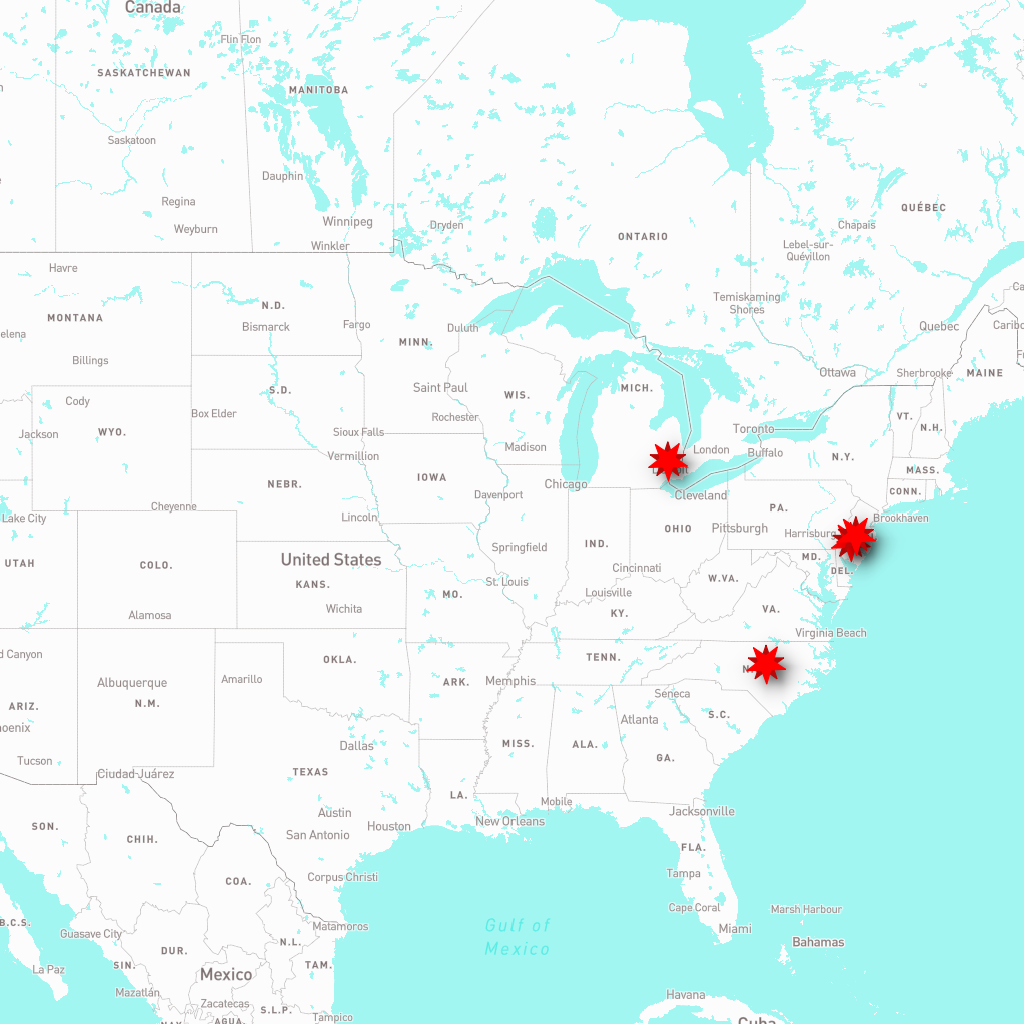 Canada
Flin Flon
SASKATCHEWAN
MANITOBA
Saskatoon
Dauphin
Regina
Winnipeg
Weyburn
Winkler
Dryden
ONTARIO
QUÉBEC
Chapais
Lebel-sur-
Quévillon
Havre
MONTANA
N.D.
Bismarck
Fargo
Duluth
Temiskaming
Shores
Quebec
Billings
MINN.
Ottawa
Sherbrooke
MAINE
S.D.
Saint Paul
WIS.
MICH.
Cody
Box Elder
Rochester
VT.
N.H.
Jackson
WYO.
Sioux Falls
Toronto
Vermillion
Madison
London
Buffalo
N.Y.
MASS.
NEBR.
IOWA
Chicago
CONN.
Davenport
Cleveland
Cheyenne
PA.
Lincoln
Lake City
OHIO
Pittsburgh
Harrisburg
Brookhaven
Springfield
IND.
United States
MD.
UTAH
COLO.
Cincinnati
DEL.
KANS.
St. Louis
W.VA.
Louisville
MO.
Wichita
KY.
VA.
Alamosa
Virginia Beach
Canyon
OKLA.
TENN.
Amarillo
Albuquerque
ARK.
Memphis
N.M.
Seneca
ARIZ.
S.C.
Atlanta
Dallas
MISS.
ALA.
GA.
Tucson
Ciudad Juárez
TEXAS
LA.
Mobile
Austin
Jacksonville
SON.
Houston
New Orleans
San Antonio
CHIH.
FLA.
Tampa
COA.
Corpus Christi
Cape Coral
Marsh Harbour
B.C.S.
Gulf of
Mexico
Matamoros
Miami
Guasave City
N.L.
Bahamas
DUR.
SIN.
TAM.
La Paz
Mexico
Mazatlán
Zacatecas
Havana
S.L.P.
Tampico
Cuba
AGUA.